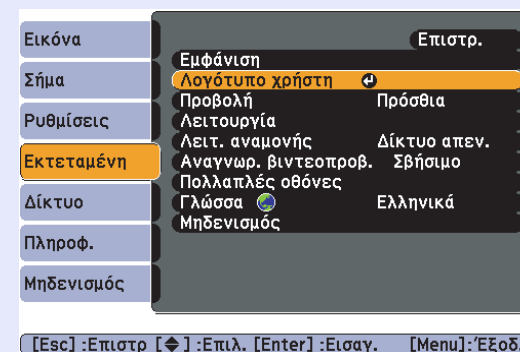 Εικόνα
Σήμα
Ρυθμίσεις
Εκτεταμένη
Δίκτυο
Πληροφ.
Μηδενισμός
Επιστρ.
Εμφάνιση
Λογότυπο χρήστη
Προβολή Πρόσθια
Λειτουργία
Λειτ. αναμονής Δίκτυο απεν.
Αναγνωρ. βιντεοπροβ. Σβήσιμο
Πολλαπλές οθόνες
Γλώσσα Ελληνικά
Μηδενισμός
[Esc] :Επιστρ [◆] :Επιλ. [Enter] :Εισαγ. [Menu]:Έξοδ.